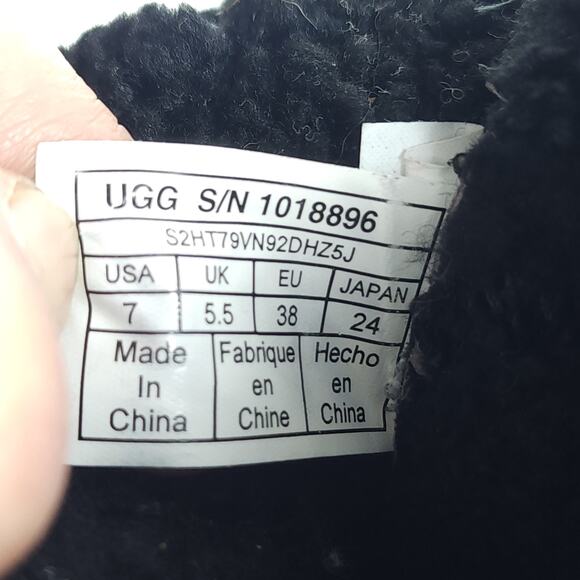 UGG S/N 1018896
S2HT79VN92DHZ5J
USA UK EU JAPAN
7 5.5 38 24
Made Fabrique Hecho
In en en
China Chine China